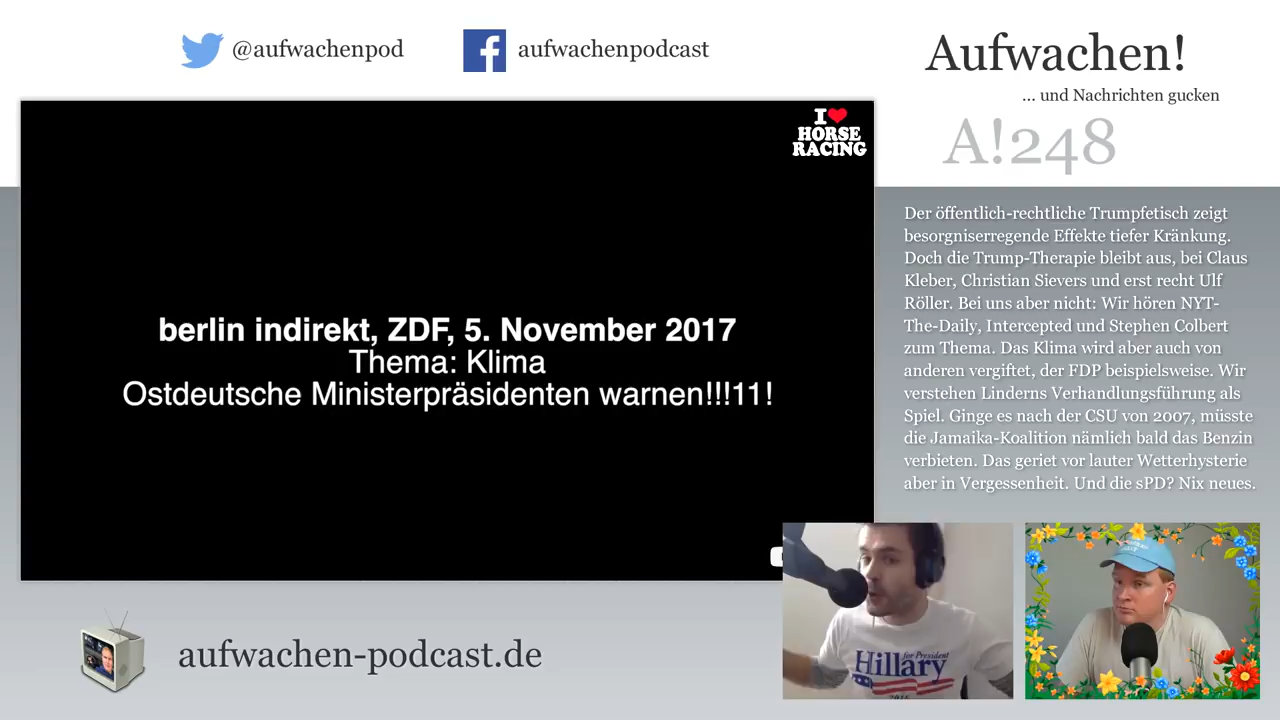 @aufwachenpod
aufwachenpodcast
Aufwachen!
... und Nachrichten gucken
A!248
I
HORSE
RACING
berlin indirekt, ZDF, 5. November 2017
Thema: Klima
Ostdeutsche Ministerpräsidenten warnen!!!11!
Der öffentlich-rechtliche Trumpfetisch zeigt
besorgniserregende Effekte tiefer Kränkung.
Doch die Trump-Therapie bleibt aus, bei Claus
Kleber, Christian Sievers und erst recht Ulf
Röller. Bei uns aber nicht: Wir hören NYT-
The-Daily, Intercepted und Stephen Colbert
zum Thema. Das Klima wird aber auch von
anderen vergiftet, der FDP beispielsweise. Wir
verstehen Linderns Verhandlungsführung als
Spiel. Ginge es nach der CSU von 2007, müsste
die Jamaika-Koalition nämlich bald das Benzin
verbieten. Das geriet vor lauter Wetterhysterie
aber in Vergessenheit. Und die sPD? Nix neues.
Hillary
for President
aufwachen-podcast.de